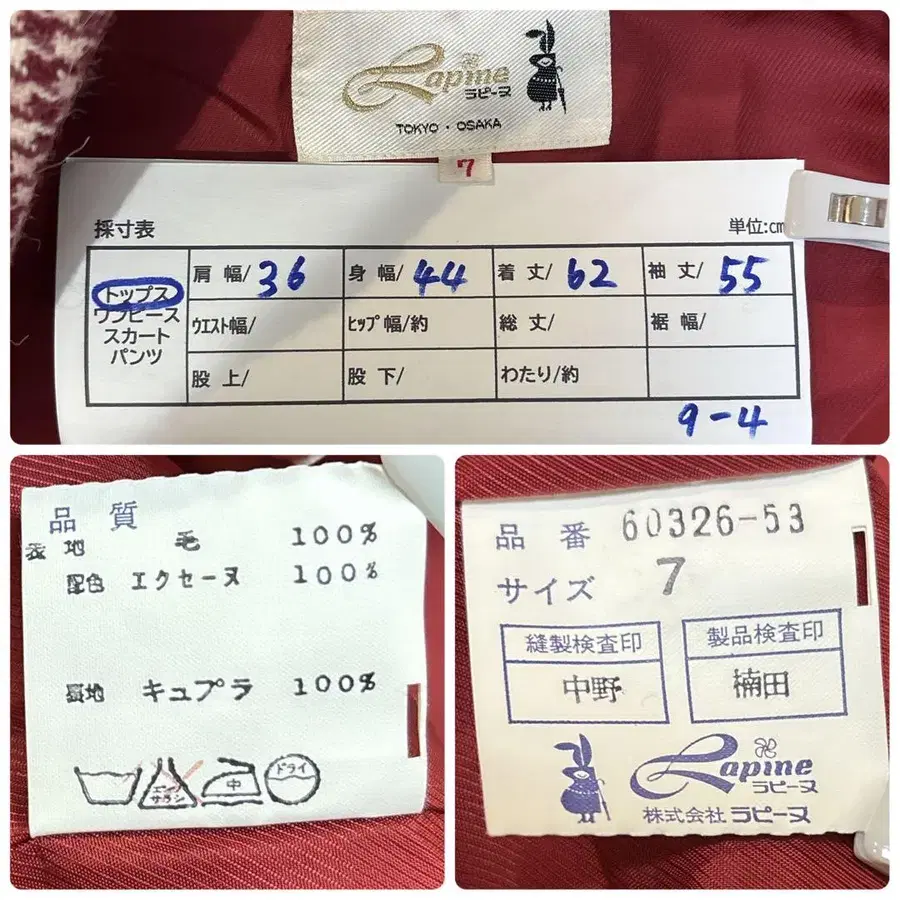 Lapine
ラピーヌ
TOKYO・OSAKA
7
採寸表
単位:cm
トップス
ワンピース
スカート
パンツ
肩幅/36 身幅/44 着丈/62 袖丈/55
ウエスト幅/ ヒップ幅/約 総丈/ 裾幅/
股上/ 股下/ わたり/約
9-4
品質
表地 毛 100%
配色 エクセーヌ 100%
裏地 キュプラ 100%
エンソサラシ 中 ドライ
品番 60326-53
サイズ 7
縫製検査印 製品検査印
中野 楠田
Lapine
ラピーヌ
株式会社ラピーヌ